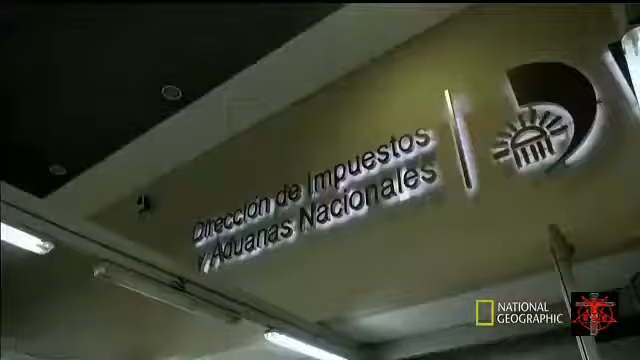 Dirección de Impuestos
y Aduanas Nacionales
NATIONAL
GEOGRAPHIC